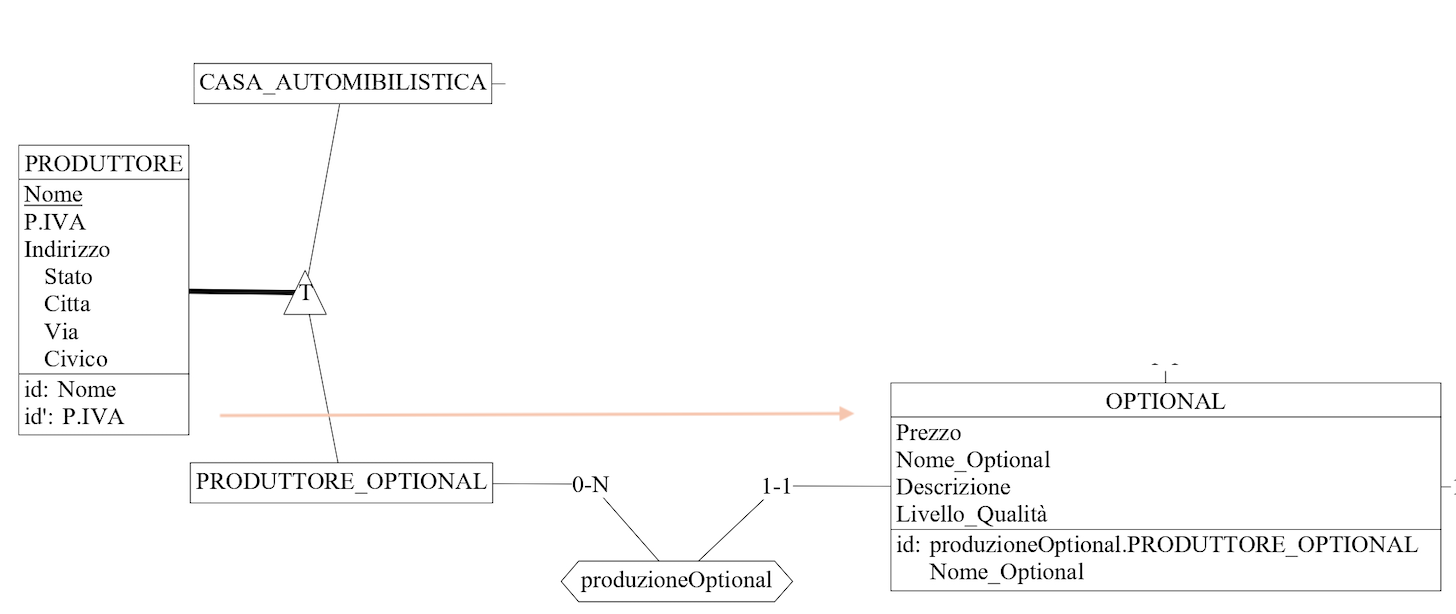 CASA_AUTOMIBILISTICA
PRODUTTORE
Nome
P.IVA
Indirizzo
Stato
Citta
Via
Civico
id: Nome
id': P.IVA
T
PRODUTTORE_OPTIONAL
0-N
1-1
produzioneOptional
OPTIONAL
Prezzo
Nome_Optional
Descrizione
Livello_Qualità
id: produzioneOptional.PRODUTTORE_OPTIONAL
Nome_Optional